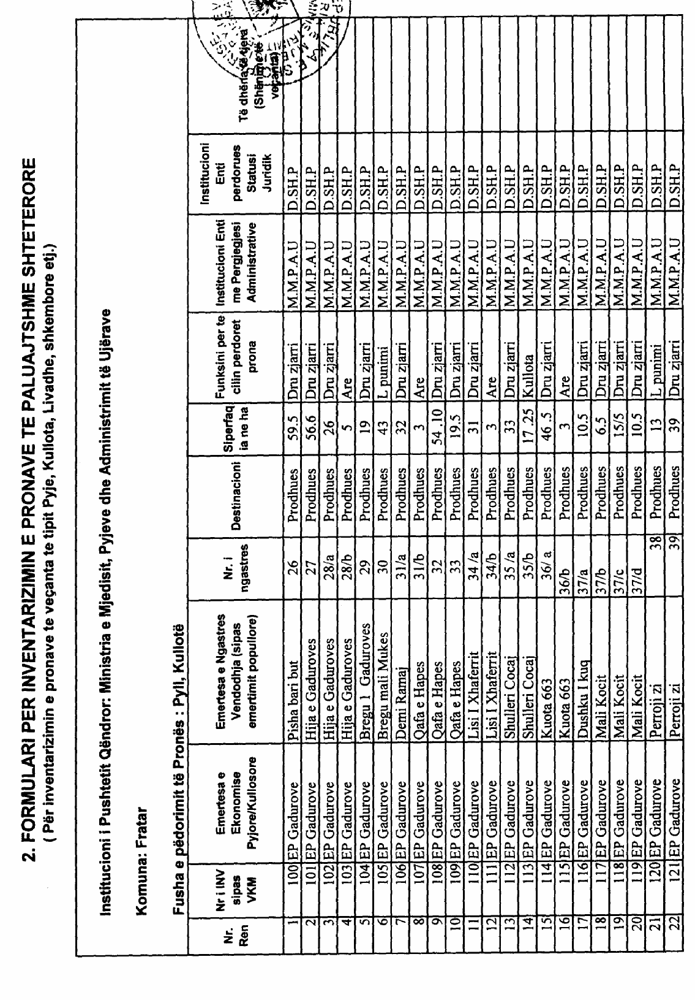 2. FORMULARI PER INVENTARIZIMIN E PRONAVE TE PALUAJTSHME SHTETERORE
( Për inventarizimin e pronave te veçanta te tipit Pyje, Kullota, Livadhe, shkembore etj.)
Institucioni i Pushtetit Qëndror: Ministria e Mjedisit, Pyjeve dhe Administrimit të Ujërave
Komuna: Fratar
Fusha e pëdorimit të Pronës : Pyll, Kullotë
Nr. Ren | Nr i INV sipas VKM | Emertesa e Ekonomise Pyjore/Kullosore | Emertesa e Ngastres Vendodhja (sipas emertimit popullore) | Nr. i ngastres | Destinacioni | Siperfaq ia ne ha | Funksini per te cilin perdoret prona | Institucioni Enti me Pergjegjesi Administrative | Institucioni Enti perdorues Statusi Juridik | Të dhëna të tjera (Shënime të veçanta)
1 | 100 | EP Gadurove | Pisha bari but | 26 | Prodhues | 59.5 | Dru zjarri | M.M.P.A.U | D.SH.P
2 | 101 | EP Gadurove | Hija e Gaduroves | 27 | Prodhues | 56.6 | Dru zjarri | M.M.P.A.U | D.SH.P
3 | 102 | EP Gadurove | Hija e Gaduroves | 28/a | Prodhues | 26 | Dru zjarri | M.M.P.A.U | D.SH.P
4 | 103 | EP Gadurove | Hija e Gaduroves | 28/b | Prodhues | 5 | Are | M.M.P.A.U | D.SH.P
5 | 104 | EP Gadurove | Bregu I Gaduroves | 29 | Prodhues | 19 | Dru zjarri | M.M.P.A.U | D.SH.P
6 | 105 | EP Gadurove | Bregu mali Mukes | 30 | Prodhues | 43 | L punimi | M.M.P.A.U | D.SH.P
7 | 106 | EP Gadurove | Demi Ramaj | 31/a | Prodhues | 32 | Dru zjarri | M.M.P.A.U | D.SH.P
8 | 107 | EP Gadurove | Qafa e Hapes | 31/b | Prodhues | 3 | Are | M.M.P.A.U | D.SH.P
9 | 108 | EP Gadurove | Qafa e Hapes | 32 | Prodhues | 54 .10 | Dru zjarri | M.M.P.A.U | D.SH.P
10 | 109 | EP Gadurove | Qafa e Hapes | 33 | Prodhues | 19.5 | Dru zjarri | M.M.P.A.U | D.SH.P
11 | 110 | EP Gadurove | Lisi I Xhaferrit | 34 /a | Prodhues | 31 | Dru zjarri | M.M.P.A.U | D.SH.P
12 | 111 | EP Gadurove | Lisi I Xhaferrit | 34/b | Prodhues | 3 | Are | M.M.P.A.U | D.SH.P
13 | 112 | EP Gadurove | Shulleri Cocaj | 35 /a | Prodhues | 33 | Dru zjarri | M.M.P.A.U | D.SH.P
14 | 113 | EP Gadurove | Shulleri Cocaj | 35/b | Prodhues | 17 .25 | Kullota | M.M.P.A.U | D.SH.P
15 | 114 | EP Gadurove | Kuota 663 | 36/ a | Prodhues | 46 .5 | Dru zjarri | M.M.P.A.U | D.SH.P
16 | 115 | EP Gadurove | Kuota 663 | 36/b | Prodhues | 3 | Are | M.M.P.A.U | D.SH.P
17 | 116 | EP Gadurove | Dushku I kuq | 37/a | Prodhues | 10.5 | Dru zjarri | M.M.P.A.U | D.SH.P
18 | 117 | EP Gadurove | Mali Kocit | 37/b | Prodhues | 6.5 | Dru zjarri | M.M.P.A.U | D.SH.P
19 | 118 | EP Gadurove | Mali Kocit | 37/c | Prodhues | 15/5 | Dru zjarri | M.M.P.A.U | D.SH.P
20 | 119 | EP Gadurove | Mali Kocit | 37/d | Prodhues | 10.5 | Dru zjarri | M.M.P.A.U | D.SH.P
21 | 120 | EP Gadurove | Perroji zi | 38 | Prodhues | 13 | L punimi | M.M.P.A.U | D.SH.P
22 | 121 | EP Gadurove | Perroji zi | 39 | Prodhues | 39 | Dru zjarri | M.M.P.A.U | D.SH.P